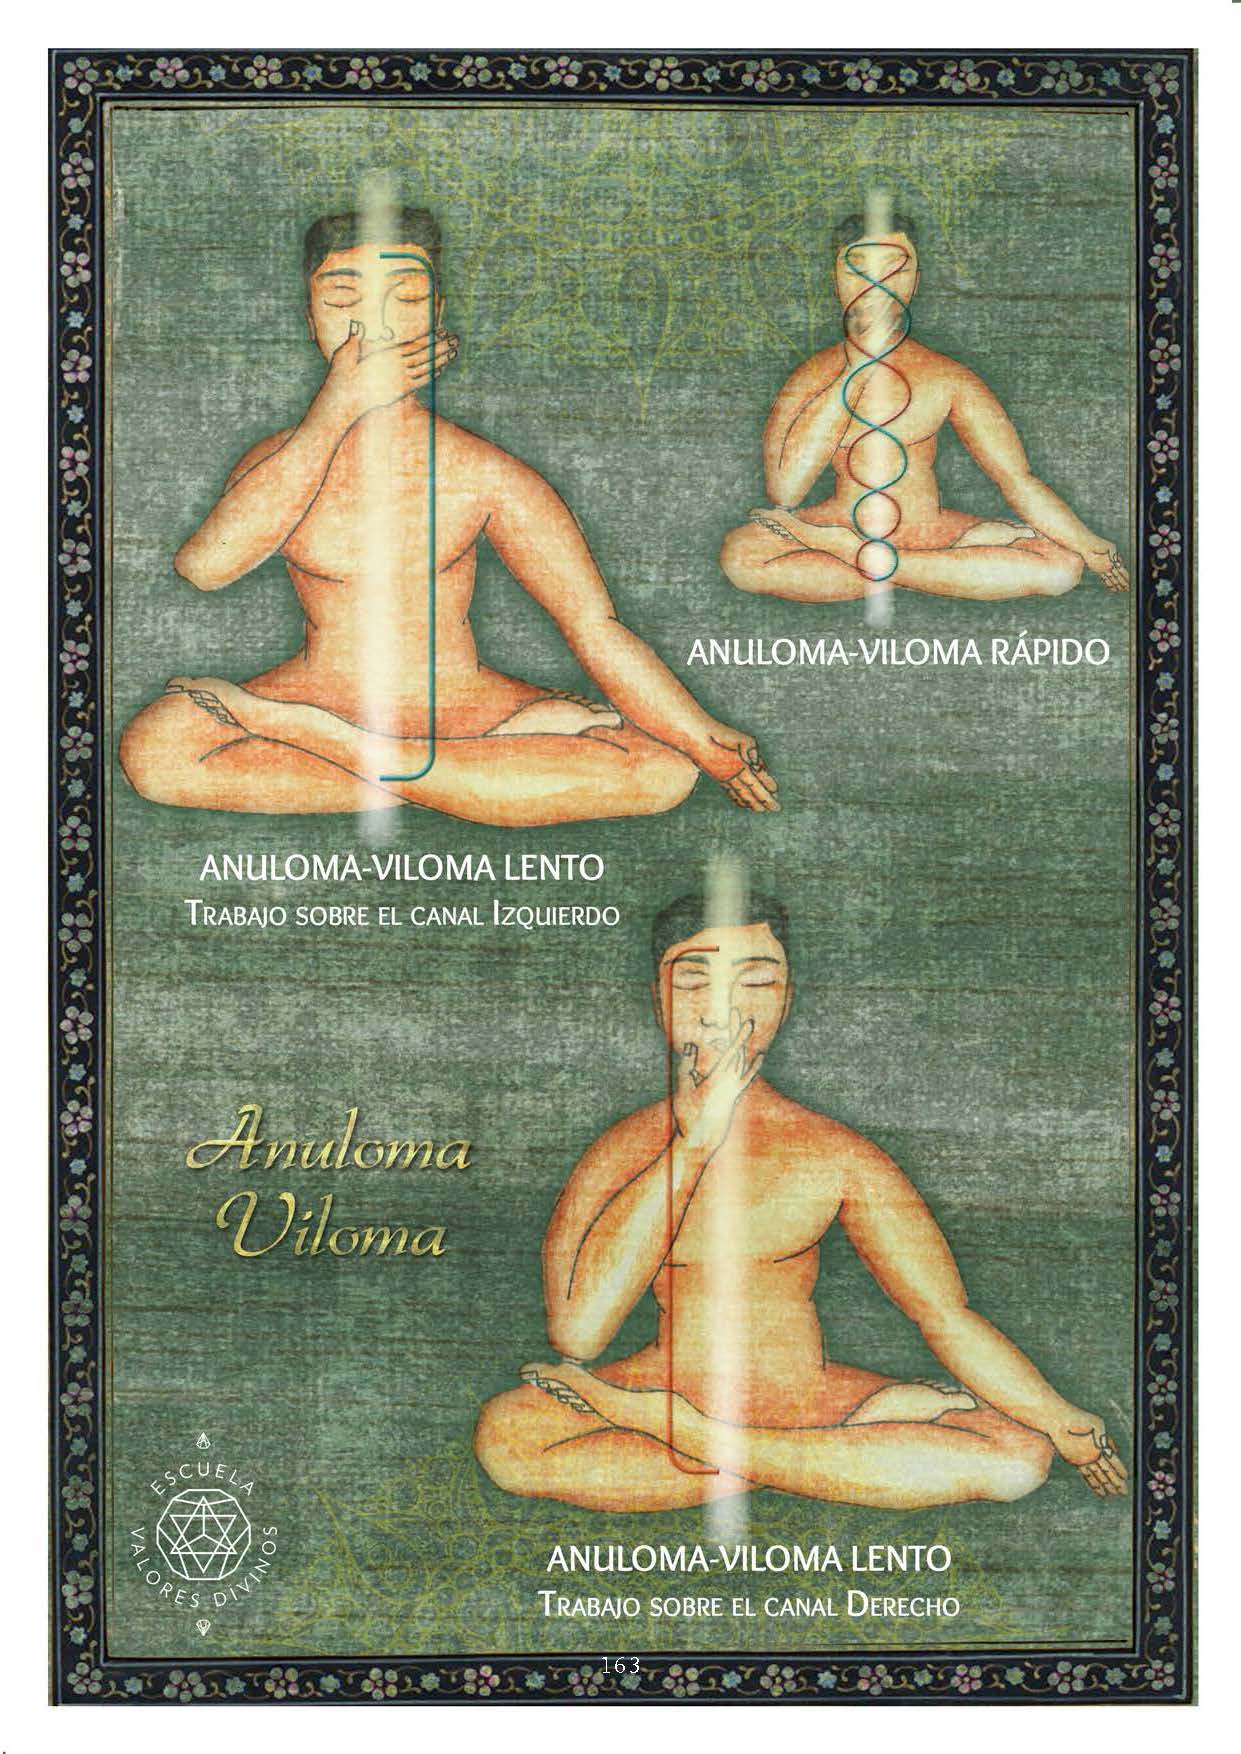 ANULOMA-VILOMA RÁPIDO
ANULOMA-VILOMA LENTO
TRABAJO SOBRE EL CANAL IZQUIERDO
Anuloma
Viloma
ESCUELA
VALORES DIVINOS
ANULOMA-VILOMA LENTO
TRABAJO SOBRE EL CANAL DERECHO
163